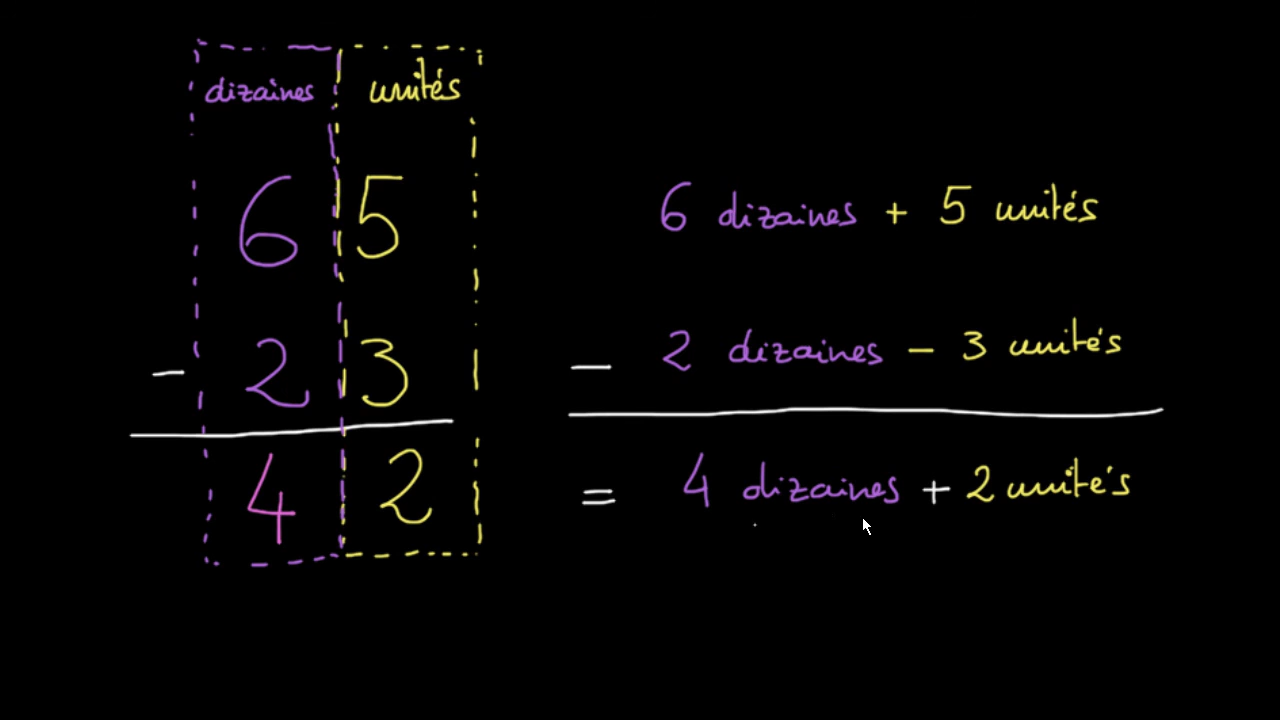 dizaines unités
6 5
6 dizaines + 5 unités
- 2 3
- 2 dizaines - 3 unités
4 2
= 4 dizaines + 2 unités